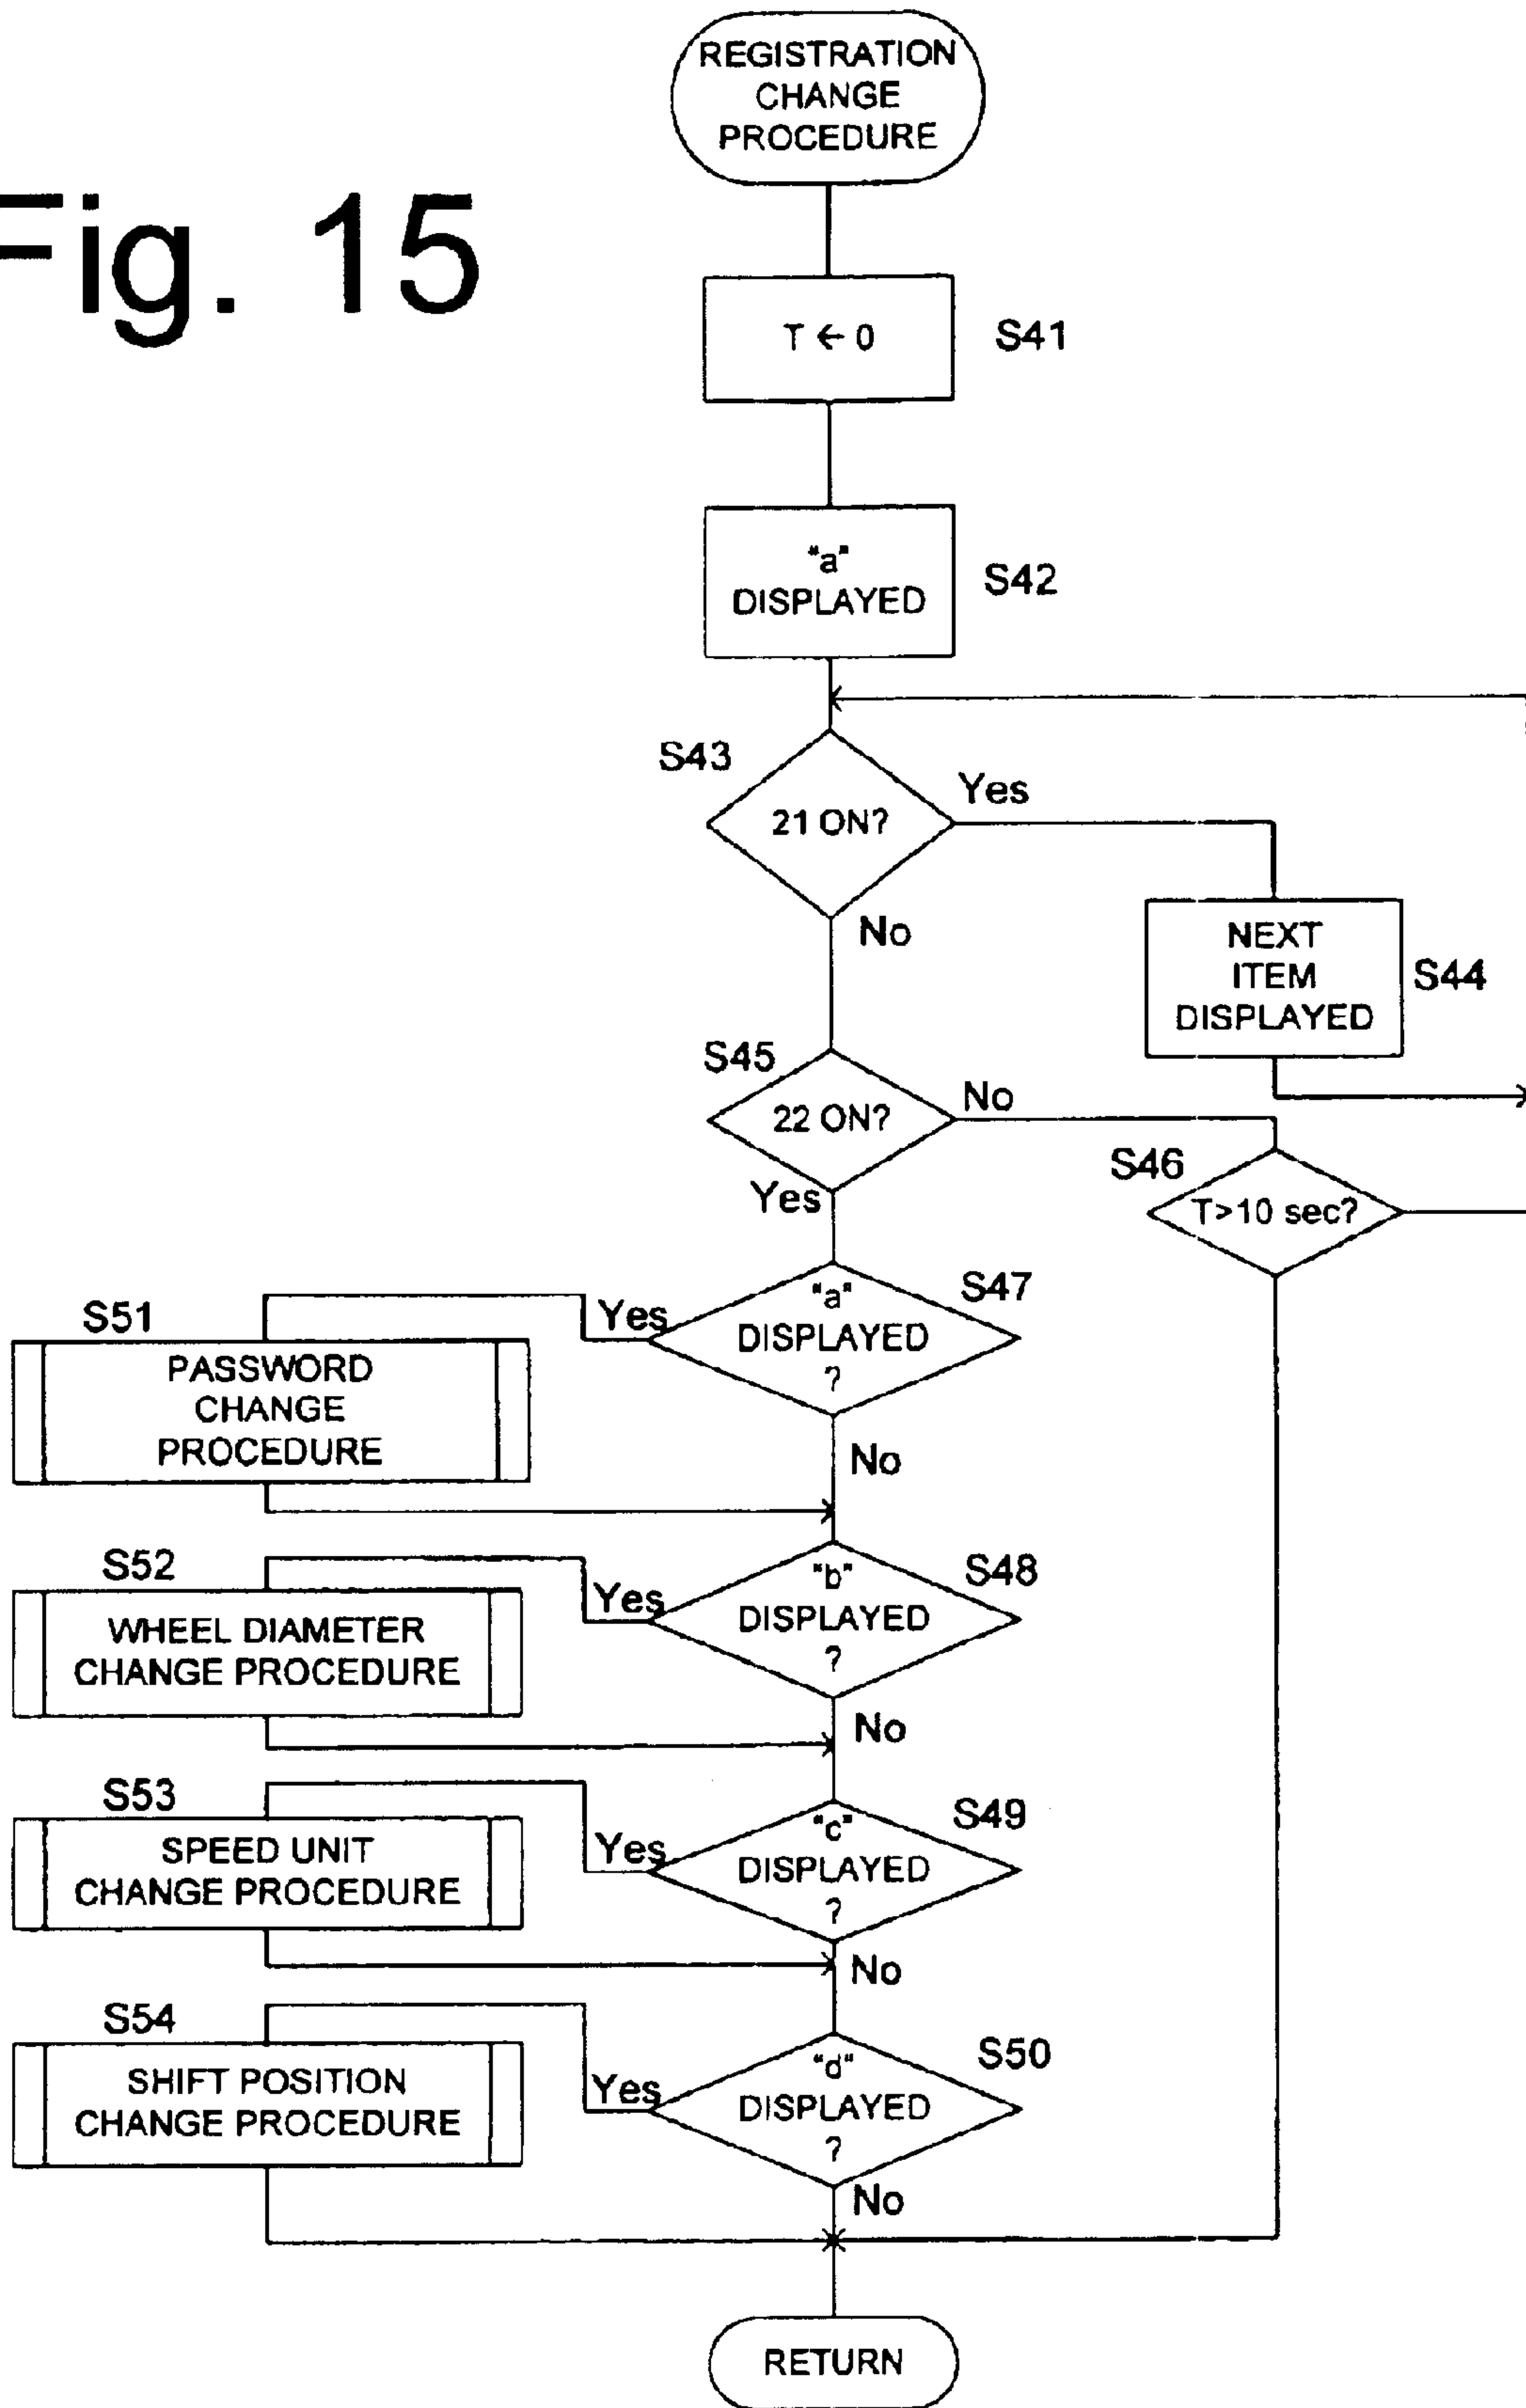 REGISTRATION
CHANGE
PROCEDURE
Fig. 15
T ← 0
S41
"a"
DISPLAYED
S42
S43
21 ON?
Yes
No
NEXT
ITEM
DISPLAYED
S44
S45
22 ON?
No
Yes
S46
T>10 sec?
S47
"a"
DISPLAYED
?
Yes
No
S51
PASSWORD
CHANGE
PROCEDURE
S48
"b"
DISPLAYED
?
Yes
No
S52
WHEEL DIAMETER
CHANGE PROCEDURE
S49
"c"
DISPLAYED
?
Yes
No
S53
SPEED UNIT
CHANGE PROCEDURE
S50
"d"
DISPLAYED
?
Yes
No
S54
SHIFT POSITION
CHANGE PROCEDURE
RETURN